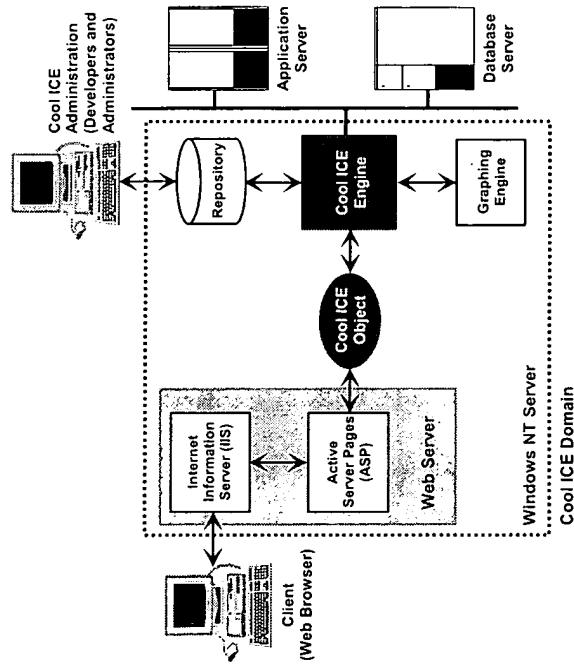 Cool ICE
Administration
(Developers and
Administrators)
Client
(Web Browser)
Internet
Information
Server (IIS)
Active
Server Pages
(ASP)
Web Server
Cool ICE
Object
Repository
Cool ICE
Engine
Graphing
Engine
Application
Server
Database
Server
Windows NT Server
Cool ICE Domain